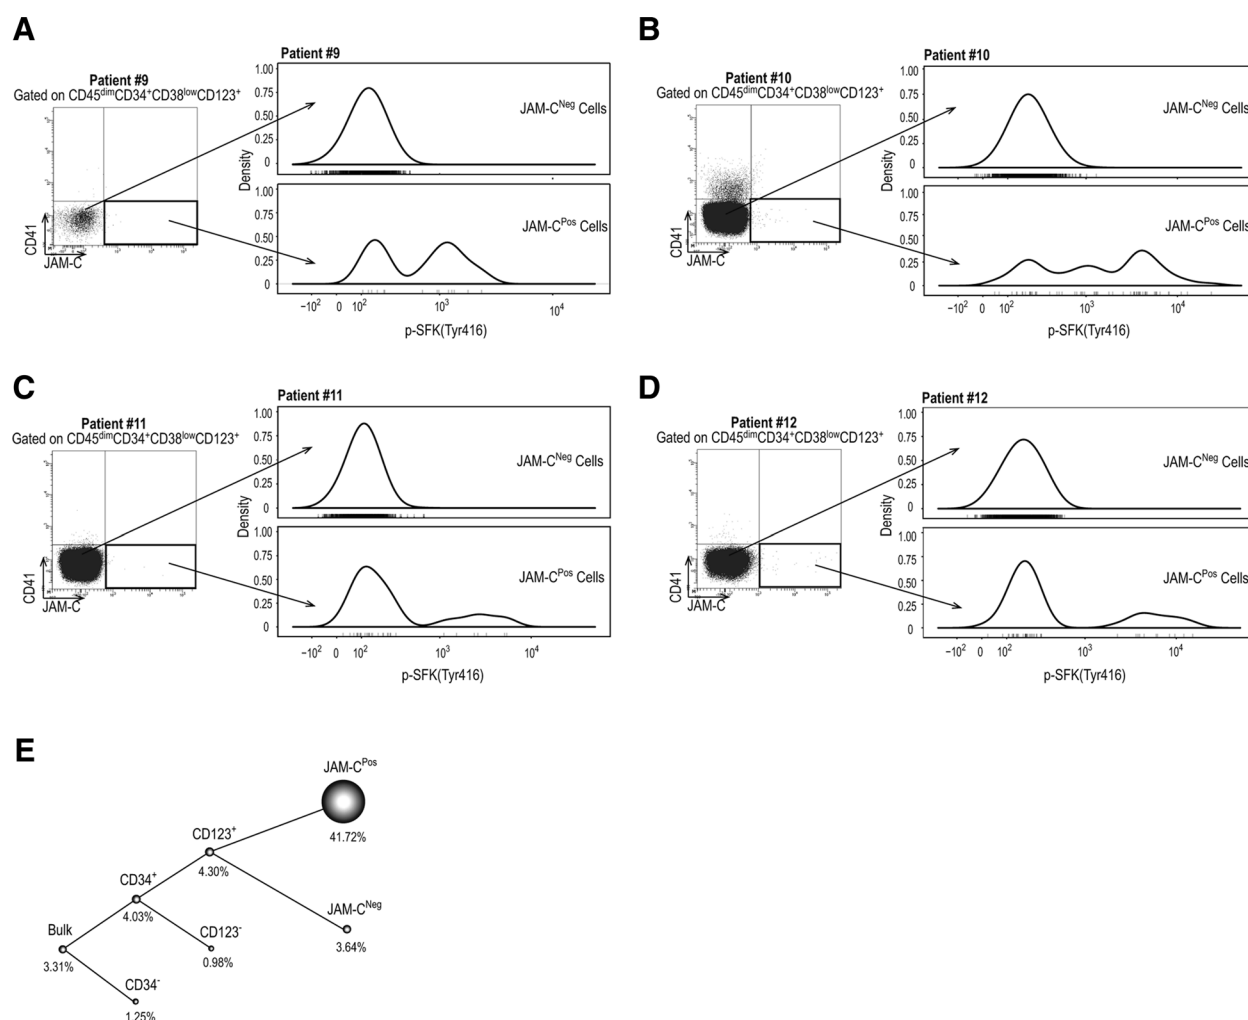 A
Patient #9
Gated on CD45dimCD34+CD38lowCD123+
CD41
JAM-C
Patient #9
1.00
0.75
0.50
0.25
0
JAM-CNeg Cells
Density
1.00
0.75
0.50
0.25
0
JAM-CPos Cells
−10²
0
10²
10³
10⁴
p-SFK(Tyr416)
B
Patient #10
Gated on CD45dimCD34+CD38lowCD123+
CD41
JAM-C
Patient #10
1.00
0.75
0.50
0.25
0
JAM-CNeg Cells
Density
1.00
0.75
0.50
0.25
0
JAM-CPos Cells
−10²
0
10²
10³
10⁴
p-SFK(Tyr416)
C
Patient #11
Gated on CD45dimCD34+CD38lowCD123+
CD41
JAM-C
Patient #11
1.00
0.75
0.50
0.25
0
JAM-CNeg Cells
Density
1.00
0.75
0.50
0.25
0
JAM-CPos Cells
−10²
0
10²
10³
10⁴
p-SFK(Tyr416)
D
Patient #12
Gated on CD45dimCD34+CD38lowCD123+
CD41
JAM-C
Patient #12
1.00
0.75
0.50
0.25
0
JAM-CNeg Cells
Density
1.00
0.75
0.50
0.25
0
JAM-CPos Cells
−10²
0
10²
10³
10⁴
p-SFK(Tyr416)
E
JAM-CPos
41.72%
CD123+
4.30%
CD34+
4.03%
JAM-CNeg
3.64%
Bulk
3.31%
CD123-
0.98%
CD34-
1.25%